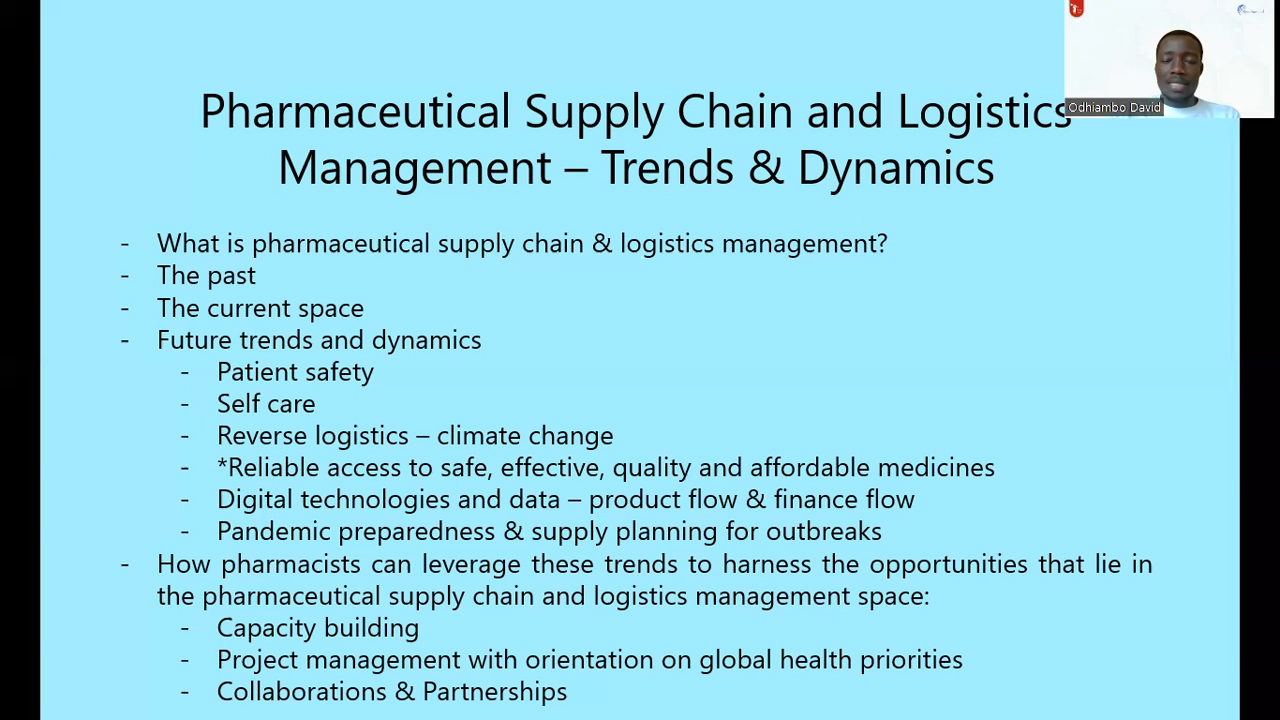 Pharmaceutical Supply Chain and Logistics
Management – Trends & Dynamics
Odhiambo David
- What is pharmaceutical supply chain & logistics management?
- The past
- The current space
- Future trends and dynamics
- Patient safety
- Self care
- Reverse logistics – climate change
- *Reliable access to safe, effective, quality and affordable medicines
- Digital technologies and data – product flow & finance flow
- Pandemic preparedness & supply planning for outbreaks
- How pharmacists can leverage these trends to harness the opportunities that lie in
the pharmaceutical supply chain and logistics management space:
- Capacity building
- Project management with orientation on global health priorities
- Collaborations & Partnerships